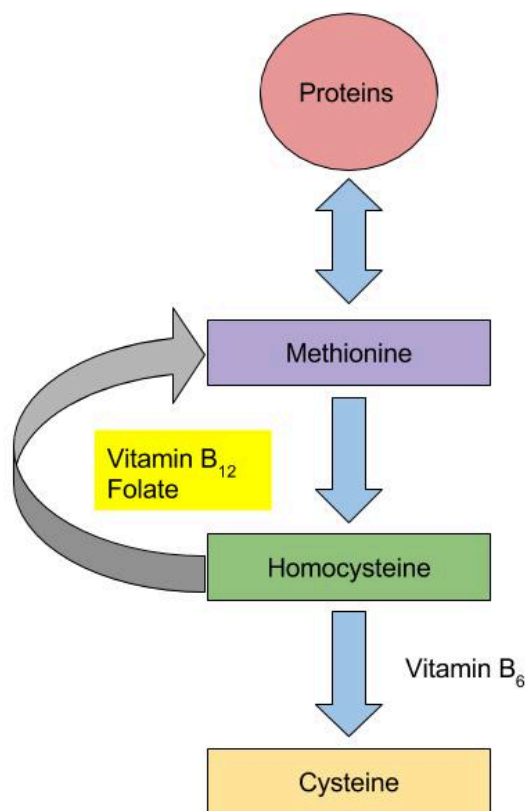 Proteins
Methionine
Vitamin B₁₂
Folate
Homocysteine
Vitamin B₆
Cysteine